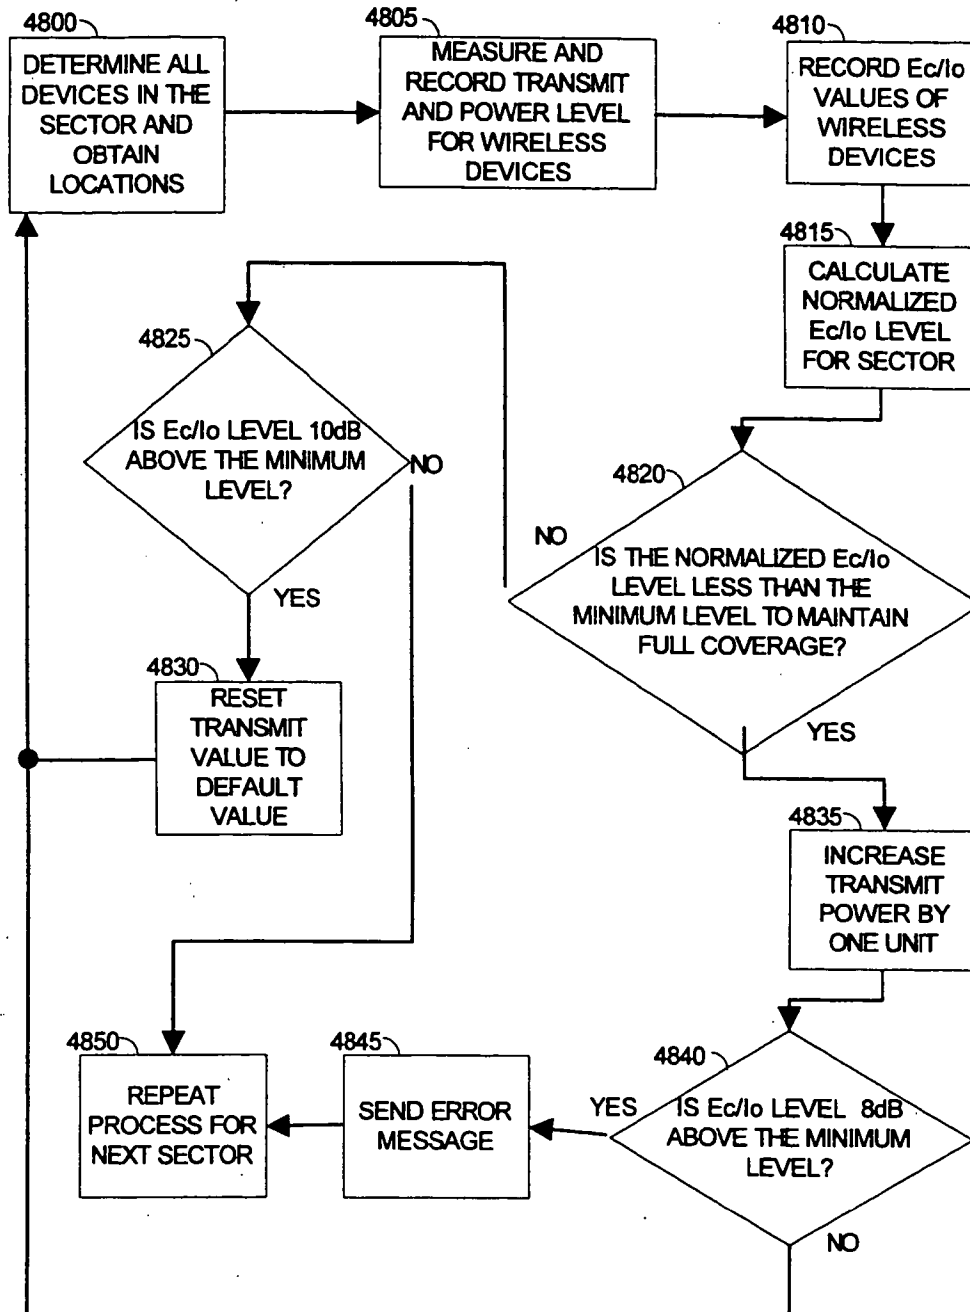 4800
DETERMINE ALL
DEVICES IN THE
SECTOR AND
OBTAIN
LOCATIONS
4805
MEASURE AND
RECORD TRANSMIT
AND POWER LEVEL
FOR WIRELESS
DEVICES
4810
RECORD Ec/Io
VALUES OF
WIRELESS
DEVICES
4815
CALCULATE
NORMALIZED
Ec/Io LEVEL
FOR SECTOR
4820
IS THE NORMALIZED Ec/Io
LEVEL LESS THAN THE
MINIMUM LEVEL TO MAINTAIN
FULL COVERAGE?
NO
YES
4825
IS Ec/Io LEVEL 10dB
ABOVE THE MINIMUM
LEVEL?
NO
YES
4830
RESET
TRANSMIT
VALUE TO
DEFAULT
VALUE
4835
INCREASE
TRANSMIT
POWER BY
ONE UNIT
4840
IS Ec/Io LEVEL 8dB
ABOVE THE MINIMUM
LEVEL?
YES
NO
4845
SEND ERROR
MESSAGE
4850
REPEAT
PROCESS FOR
NEXT SECTOR